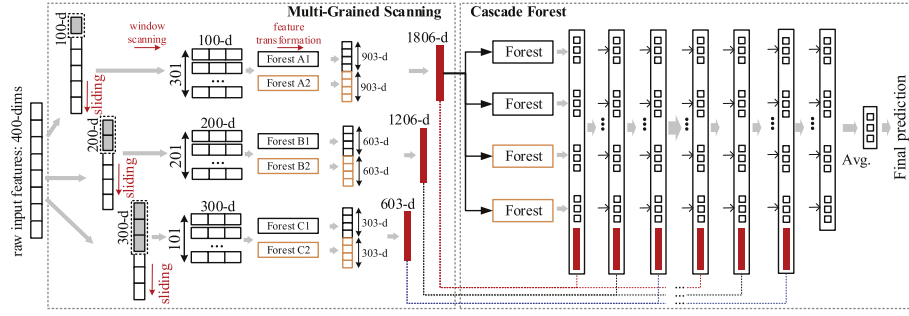 Multi-Grained Scanning
Cascade Forest
raw input features: 400-dims
100-d
sliding
window
scanning
100-d
301
...
feature
transformation
Forest A1
Forest A2
903-d
903-d
1806-d
200-d
sliding
200-d
201
...
Forest B1
Forest B2
603-d
603-d
1206-d
300-d
sliding
300-d
101
...
Forest C1
Forest C2
303-d
303-d
603-d
Forest
Forest
Forest
Forest
...
...
Avg.
Final prediction